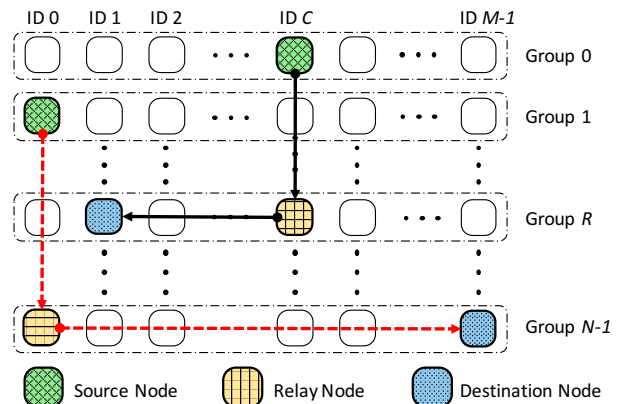 ID 0 ID 1 ID 2 ID C ID M-1
Group 0
Group 1
Group R
Group N-1
Source Node Relay Node Destination Node